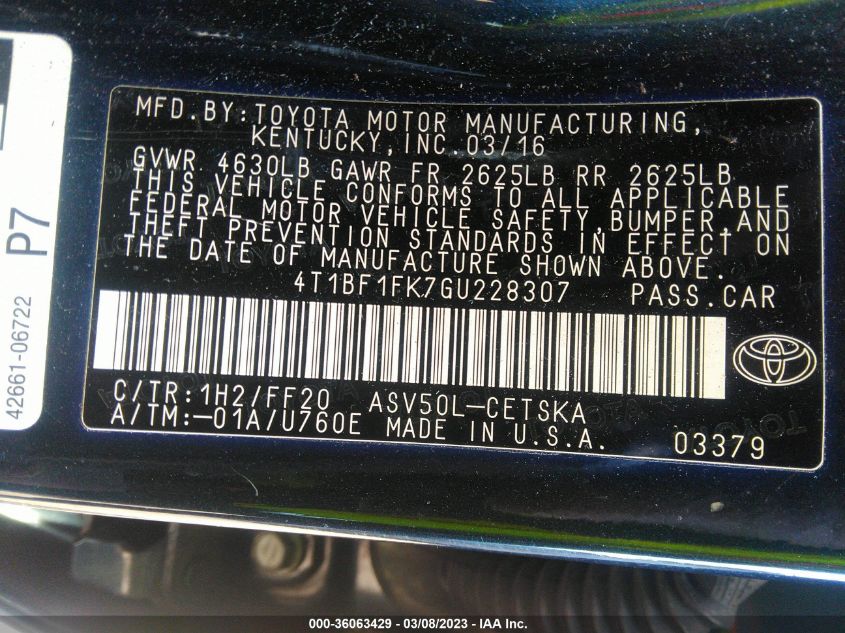 MFD.BY:TOYOTA MOTOR MANUFACTURING,
KENTUCKY,INC.03/16
GVWR 4630LB GAWR FR 2625LB RR 2625LB
THIS VEHICLE CONFORMS TO ALL APPLICABLE
FEDERAL MOTOR VEHICLE SAFETY,BUMPER,AND
THEFT PREVENTION STANDARDS IN EFFECT ON
THE DATE OF MANUFACTURE SHOWN ABOVE.
4T1BF1FK7GU228307 PASS.CAR
C/TR:1H2/FF20 ASV50L-CETSKA
A/TM:-01A/U760E MADE IN U.S.A. 03379
P7
42661-06722
000-36063429 - 03/08/2023 - IAA Inc.